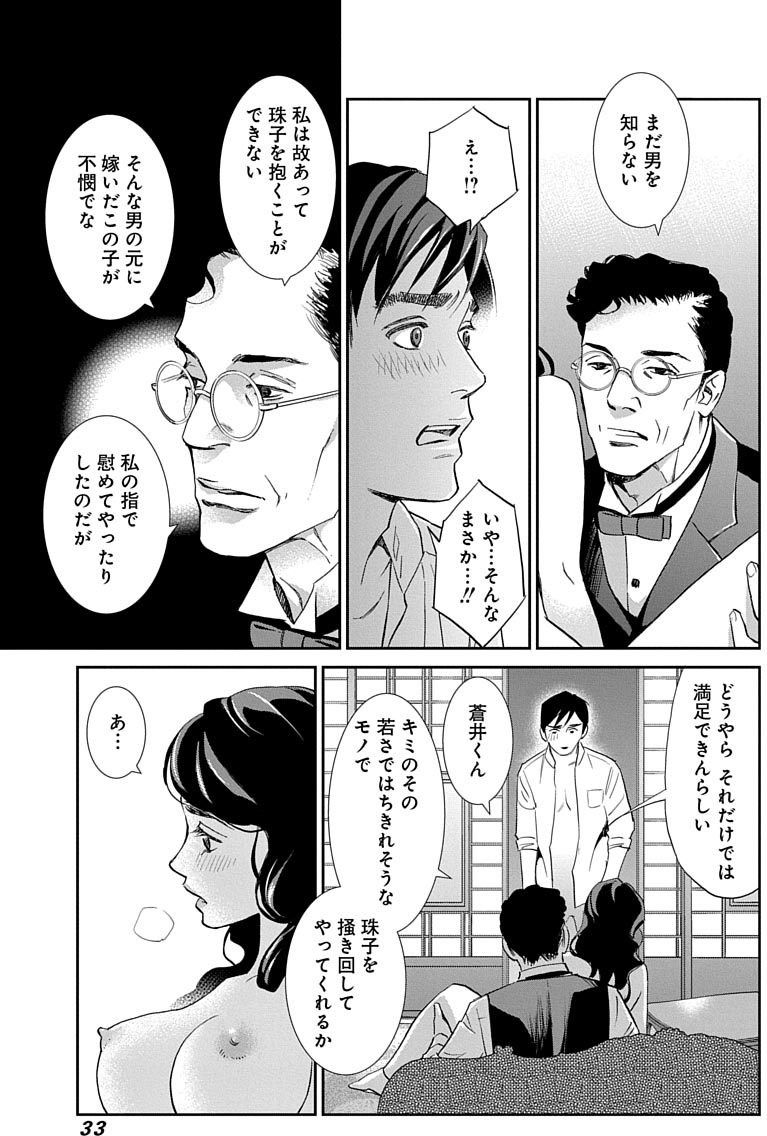 まだ男を
知らない
え…!?
いや…そんな
まさか…!!
私は故あって
珠子を抱くことが
できない
そんな男の元に
嫁いだこの子が
不憫でな
私の指で
慰めてやったり
したのだが
どうやら それだけでは
満足できんらしい
蒼井くん
キミのその
若さではちきれそうな
モノで
珠子を
掻き回して
やってくれるか
あ…
33